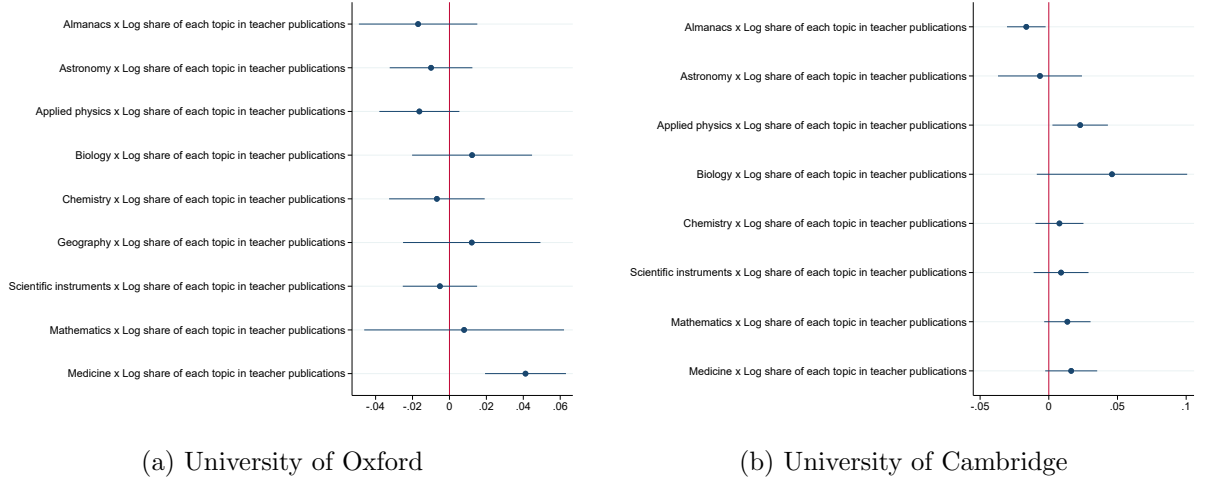 Almanacs x Log share of each topic in teacher publications
Astronomy x Log share of each topic in teacher publications
Applied physics x Log share of each topic in teacher publications
Biology x Log share of each topic in teacher publications
Chemistry x Log share of each topic in teacher publications
Geography x Log share of each topic in teacher publications
Scientific instruments x Log share of each topic in teacher publications
Mathematics x Log share of each topic in teacher publications
Medicine x Log share of each topic in teacher publications
-.04 -.02 0 .02 .04 .06
(a) University of Oxford
Almanacs x Log share of each topic in teacher publications
Astronomy x Log share of each topic in teacher publications
Applied physics x Log share of each topic in teacher publications
Biology x Log share of each topic in teacher publications
Chemistry x Log share of each topic in teacher publications
Scientific instruments x Log share of each topic in teacher publications
Mathematics x Log share of each topic in teacher publications
Medicine x Log share of each topic in teacher publications
-.05 0 .05 .1
(b) University of Cambridge